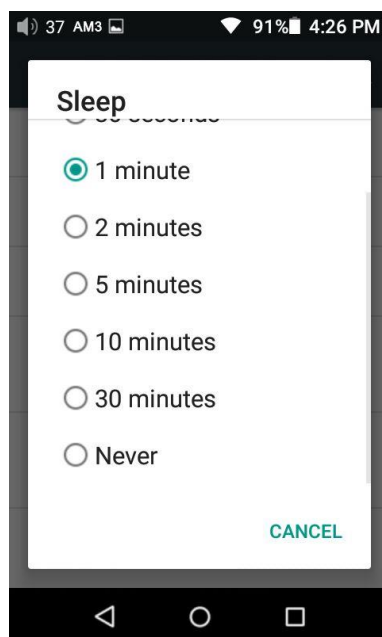 37 AM3 91% 4:26 PM
Sleep
1 minute
2 minutes
5 minutes
10 minutes
30 minutes
Never
CANCEL